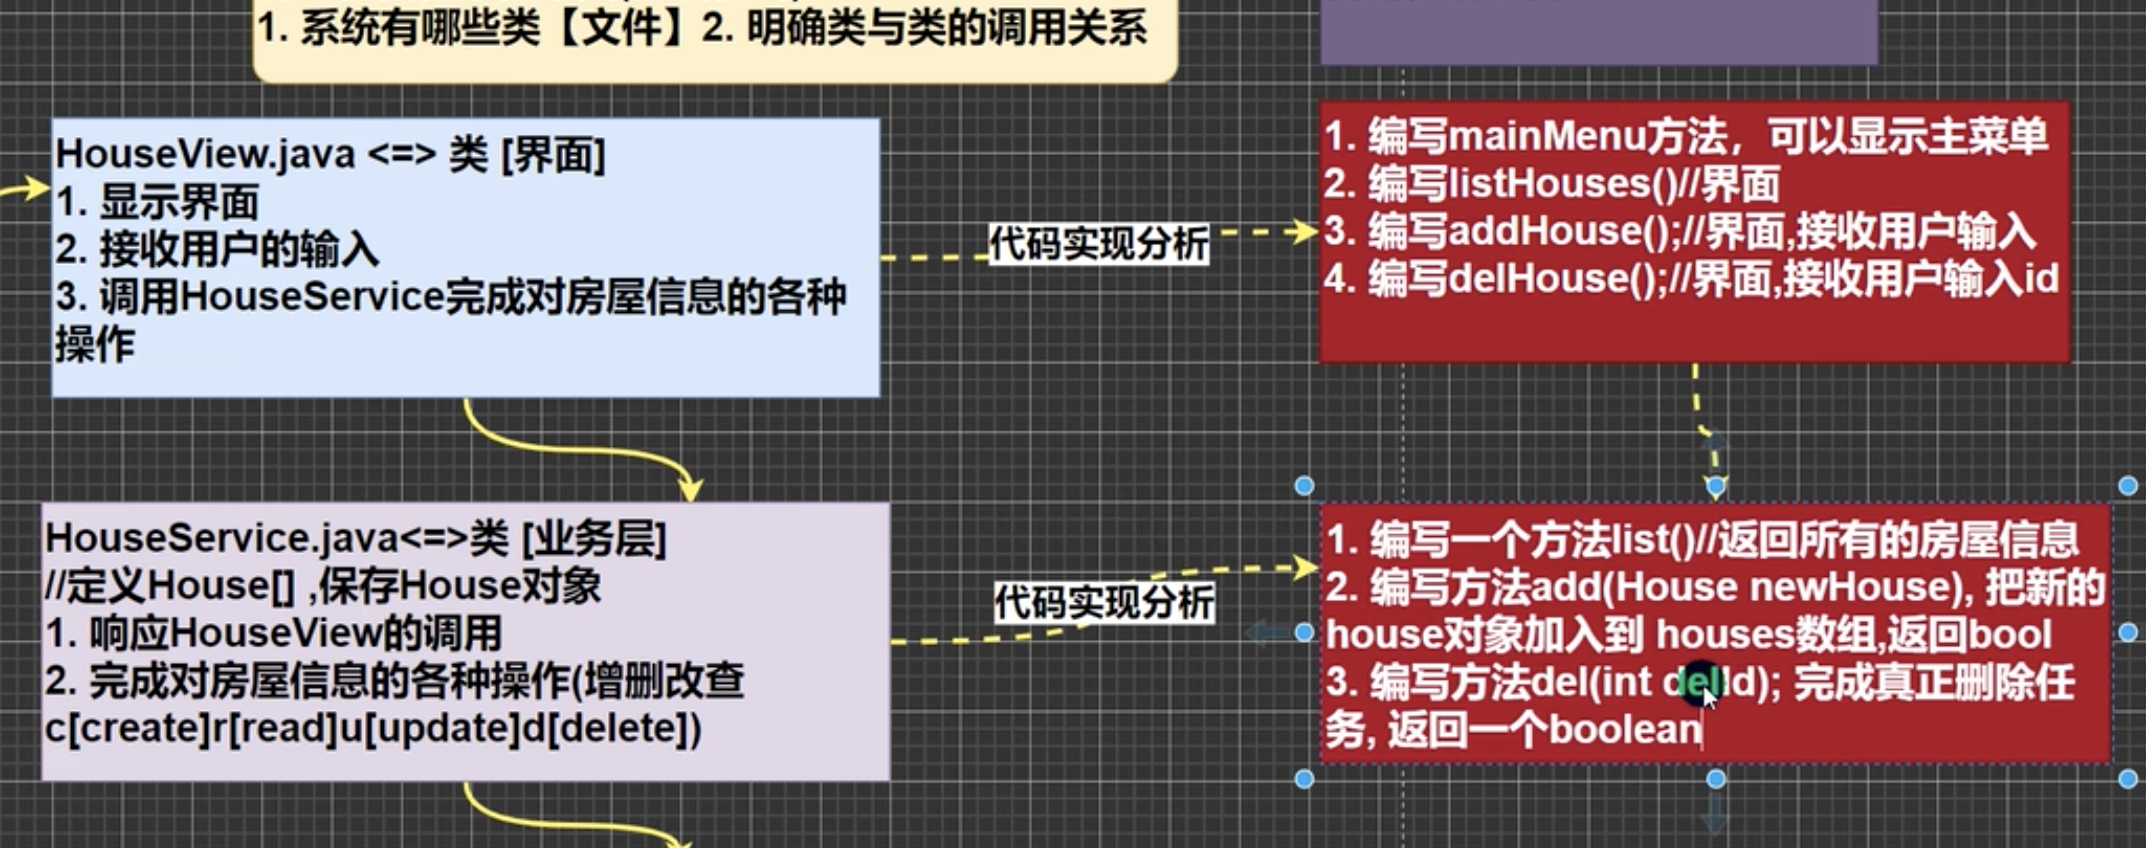 1. 系统有哪些类【文件】2. 明确类与类的调用关系
HouseView.java <=> 类 [界面]
1. 显示界面
2. 接收用户的输入
3. 调用HouseService完成对房屋信息的各种
操作
代码实现分析
1. 编写mainMenu方法，可以显示主菜单
2. 编写listHouses()//界面
3. 编写addHouse();//界面,接收用户输入
4. 编写delHouse();//界面,接收用户输入id
HouseService.java<=>类 [业务层]
//定义House[] ,保存House对象
1. 响应HouseView的调用
2. 完成对房屋信息的各种操作(增删改查
c[create]r[read]u[update]d[delete])
代码实现分析
1. 编写一个方法list()//返回所有的房屋信息
2. 编写方法add(House newHouse), 把新的
house对象加入到 houses数组,返回bool
3. 编写方法del(int delId); 完成真正删除任
务, 返回一个boolean